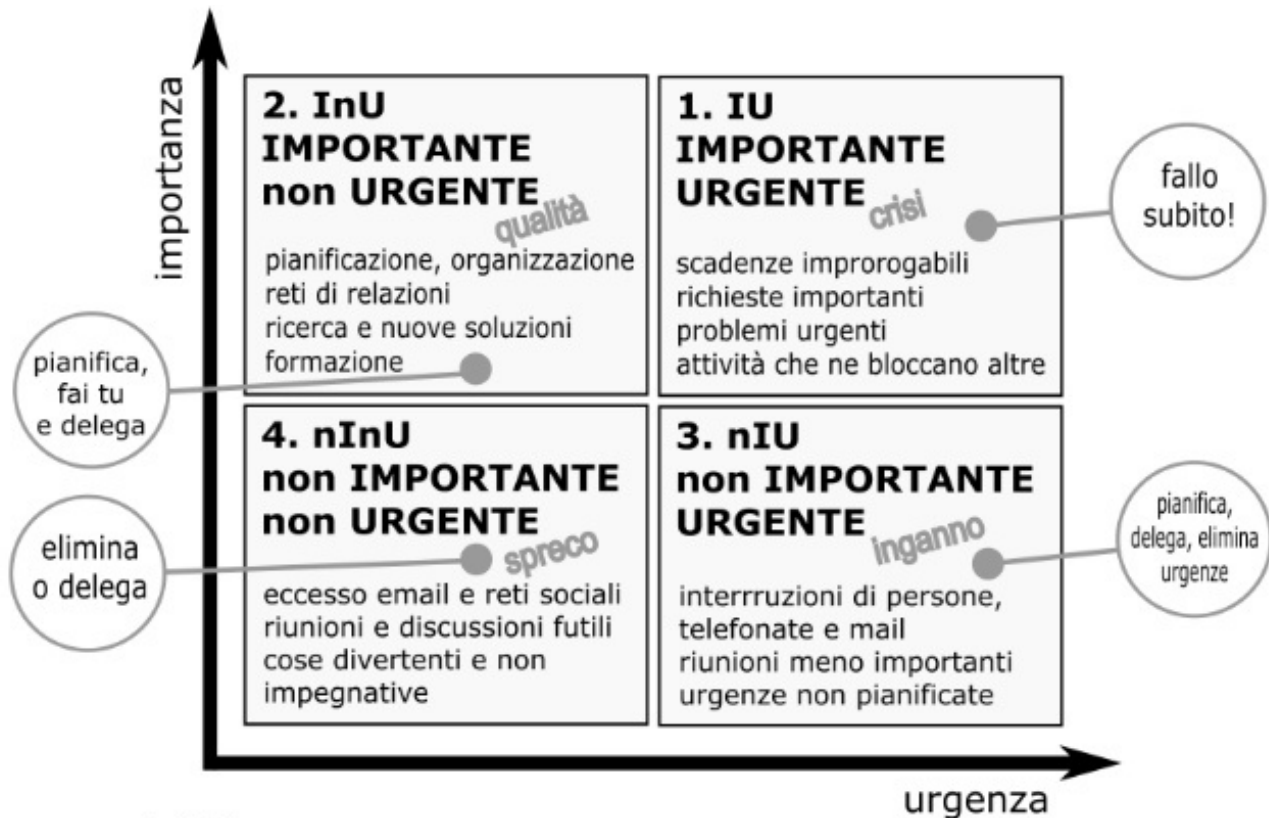 importanza
2. InU
IMPORTANTE
non URGENTE
qualità
pianificazione, organizzazione
reti di relazioni
ricerca e nuove soluzioni
formazione
pianifica,
fai tu
e delega
1. IU
IMPORTANTE
URGENTE
crisi
scadenze improrogabili
richieste importanti
problemi urgenti
attività che ne bloccano altre
fallo
subito!
4. nInU
non IMPORTANTE
non URGENTE
spreco
eccesso email e reti sociali
riunioni e discussioni futili
cose divertenti e non
impegnative
elimina
o delega
3. nIU
non IMPORTANTE
URGENTE
inganno
interrruzioni di persone,
telefonate e mail
riunioni meno importanti
urgenze non pianificate
pianifica,
delega, elimina
urgenze
urgenza